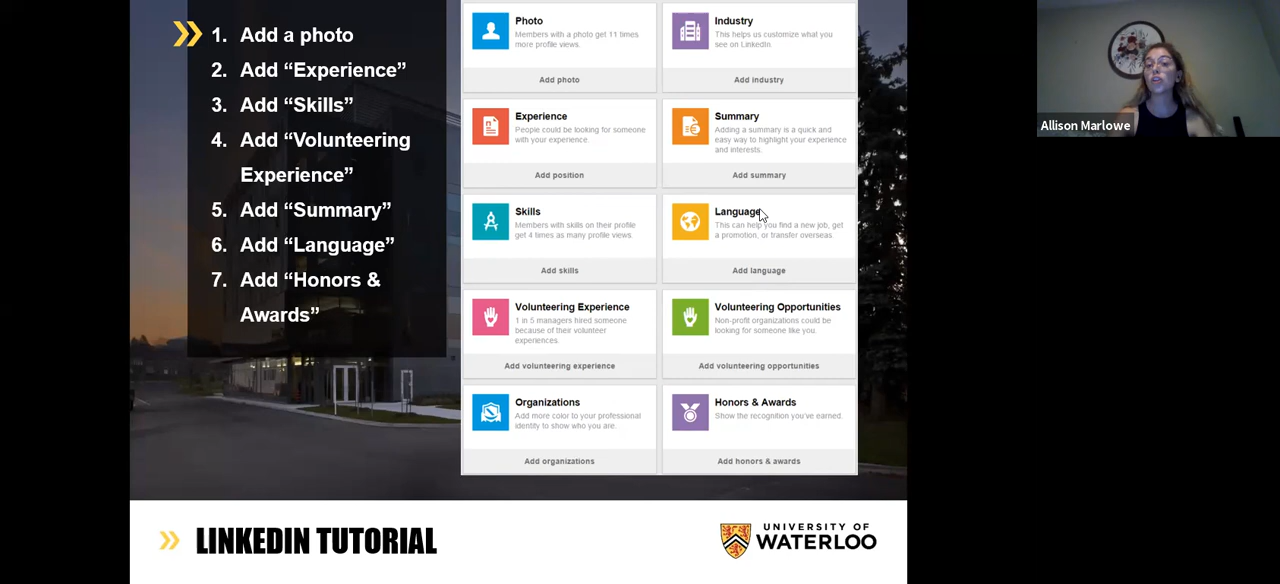 1. Add a photo
2. Add “Experience”
3. Add “Skills”
4. Add “Volunteering
Experience”
5. Add “Summary”
6. Add “Language”
7. Add “Honors &
Awards”
Photo
Members with a photo get 11 times
more profile views.
Add photo
Industry
This helps us customize what you
see on LinkedIn.
Add industry
Experience
People could be looking for someone
with your experience.
Add position
Summary
Adding a summary is a quick and
easy way to highlight your experience
and interests.
Add summary
Skills
Members with skills on their profile
get 4 times as many profile views.
Add skills
Language
This can help you find a new job, get
a promotion, or transfer overseas.
Add language
Volunteering Experience
1 in 5 managers hired someone
because of their volunteer
experiences.
Add volunteering experience
Volunteering Opportunities
Non-profit organizations could be
looking for someone like you.
Add volunteering opportunities
Organizations
Add more color to your professional
identity to show who you are.
Add organizations
Honors & Awards
Show the recognition you've earned.
Add honors & awards
LINKEDIN TUTORIAL
UNIVERSITY OF
WATERLOO
Allison Marlowe